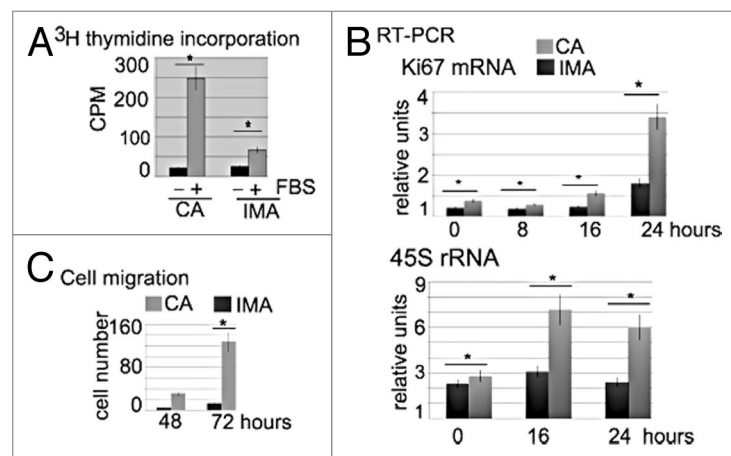 A
³H thymidine incorporation
300
200
100
0
CPM
*
*
– + – + FBS
CA IMA
B
RT-PCR
CA
IMA
Ki67 mRNA
4
3
2
1
relative units
*
*
*
*
0 8 16 24 hours
45S rRNA
9
6
3
1
relative units
*
*
*
0 16 24 hours
C
Cell migration
CA IMA
160
80
0
cell number
*
48 72 hours